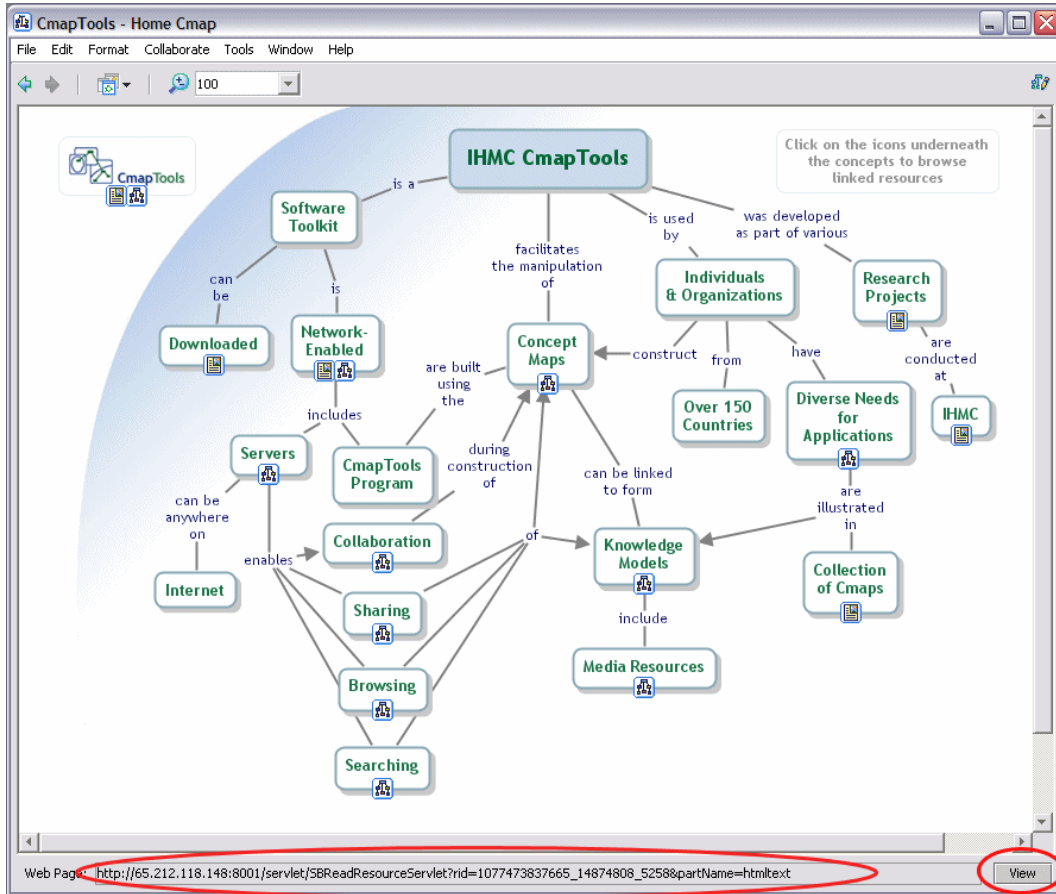 CmapTools - Home Cmap
File Edit Format Collaborate Tools Window Help
100
CmapTools
IHMC CmapTools
Click on the icons underneath
the concepts to browse
linked resources
is a
Software
Toolkit
is used
by
was developed
as part of various
facilitates
the manipulation
of
can
be
is
Individuals
& Organizations
Research
Projects
Downloaded
Network-
Enabled
Concept
Maps
are built
using
the
construct
from
have
are
conducted
at
includes
Over 150
Countries
Diverse Needs
for
Applications
IHMC
Servers
CmapTools
Program
during
construction
of
can be linked
to form
can be
anywhere
on
are
illustrated
in
Collaboration
of
Knowledge
Models
enables
Internet
Collection
of Cmaps
Sharing
include
Media Resources
Browsing
Searching
Web Page: http://65.212.118.148:8001/servlet/SBReadResourceServlet?rid=1077473837665_14874808_5258&partName=htmltext View